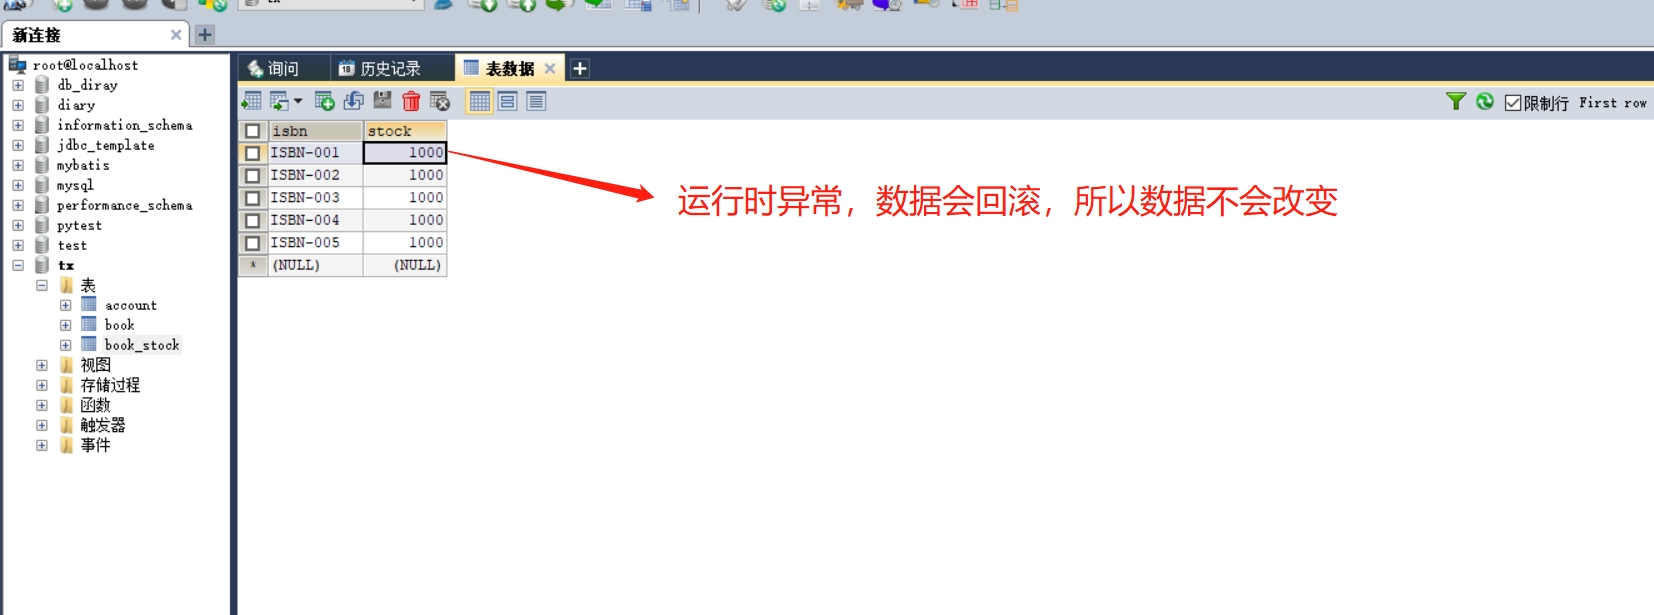 新连接
root@localhost
db_diray
diary
information_schema
jdbc_template
mybatis
mysql
performance_schema
pytest
test
tx
表
account
book
book_stock
视图
存储过程
函数
触发器
事件
询问
历史记录
表数据
限制行 First row
isbn stock
ISBN-001 1000
ISBN-002 1000
ISBN-003 1000
ISBN-004 1000
ISBN-005 1000
* (NULL) (NULL)
运行时异常，数据会回滚，所以数据不会改变